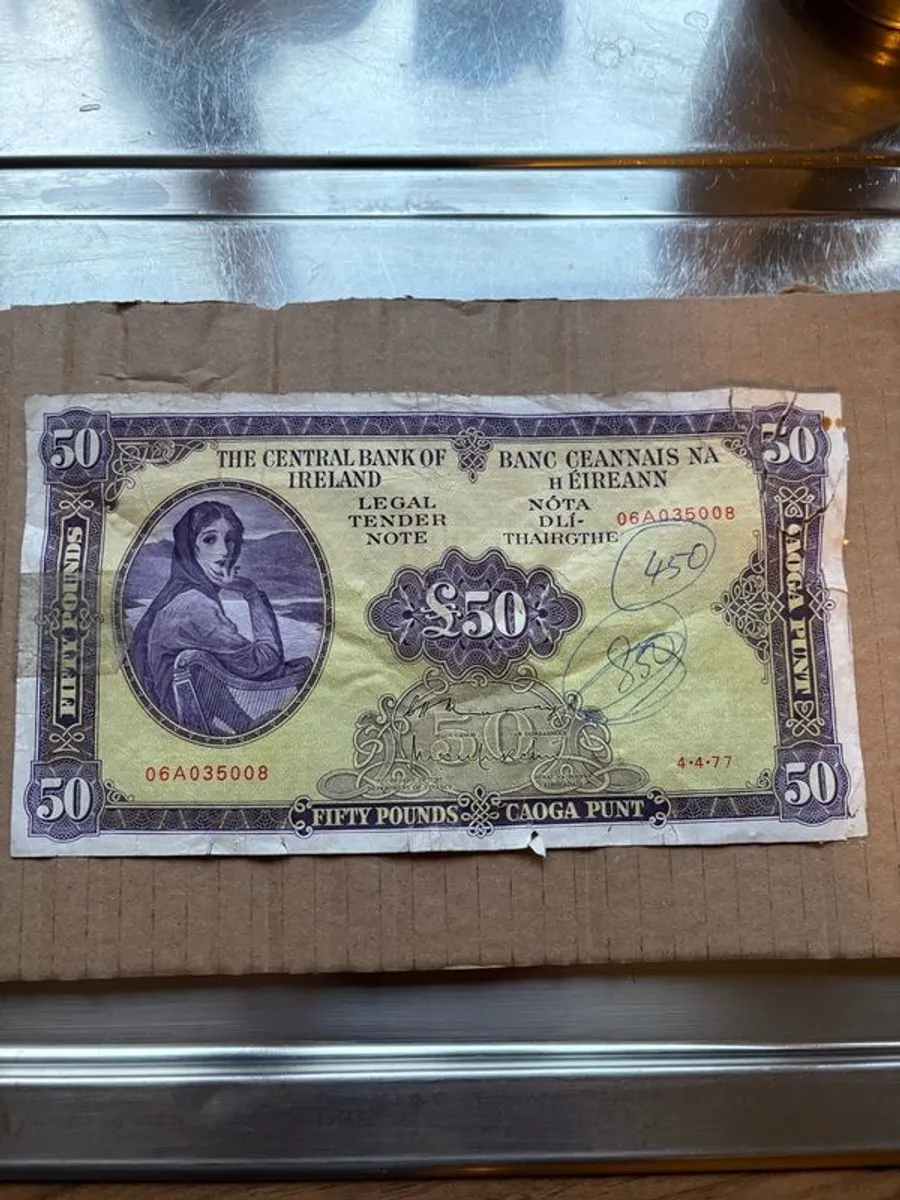 50
50
THE CENTRAL BANK OF
IRELAND
BANC CEANNAIS NA
H ÉIREANN
LEGAL
TENDER
NOTE
NÓTA
DLÍ-
THAIRGTHE
06A035008
450
FIFTY POUNDS
CAOGA PUNT
£50
850
50
06A035008
4·4·77
50
FIFTY POUNDS
CAOGA PUNT
50